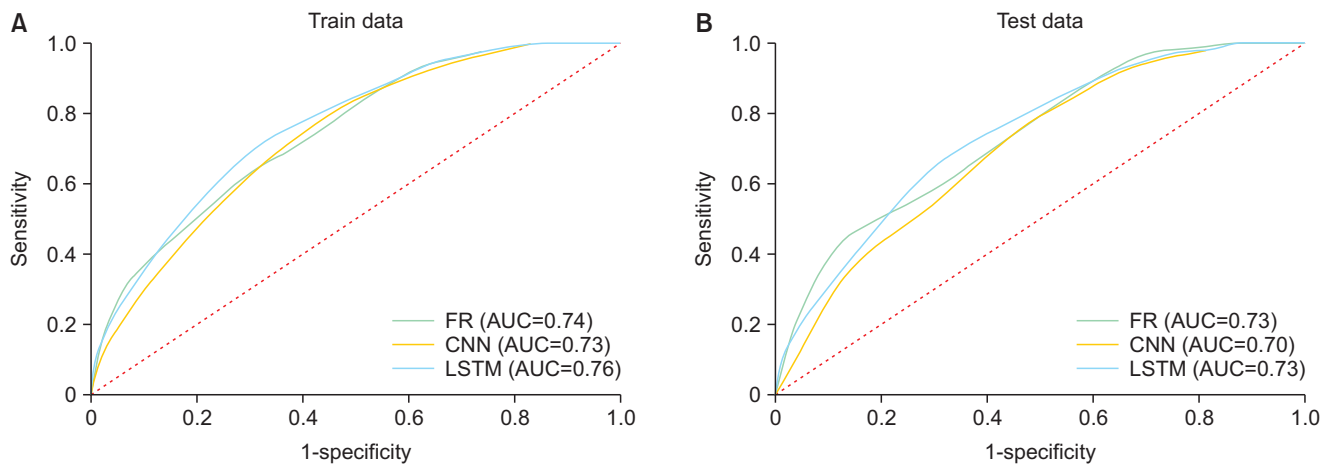 A
Train data
1.0
0.8
0.6
0.4
0.2
0
Sensitivity
FR (AUC=0.74)
CNN (AUC=0.73)
LSTM (AUC=0.76)
0 0.2 0.4 0.6 0.8 1.0
1-specificity
B
Test data
1.0
0.8
0.6
0.4
0.2
0
Sensitivity
FR (AUC=0.73)
CNN (AUC=0.70)
LSTM (AUC=0.73)
0 0.2 0.4 0.6 0.8 1.0
1-specificity